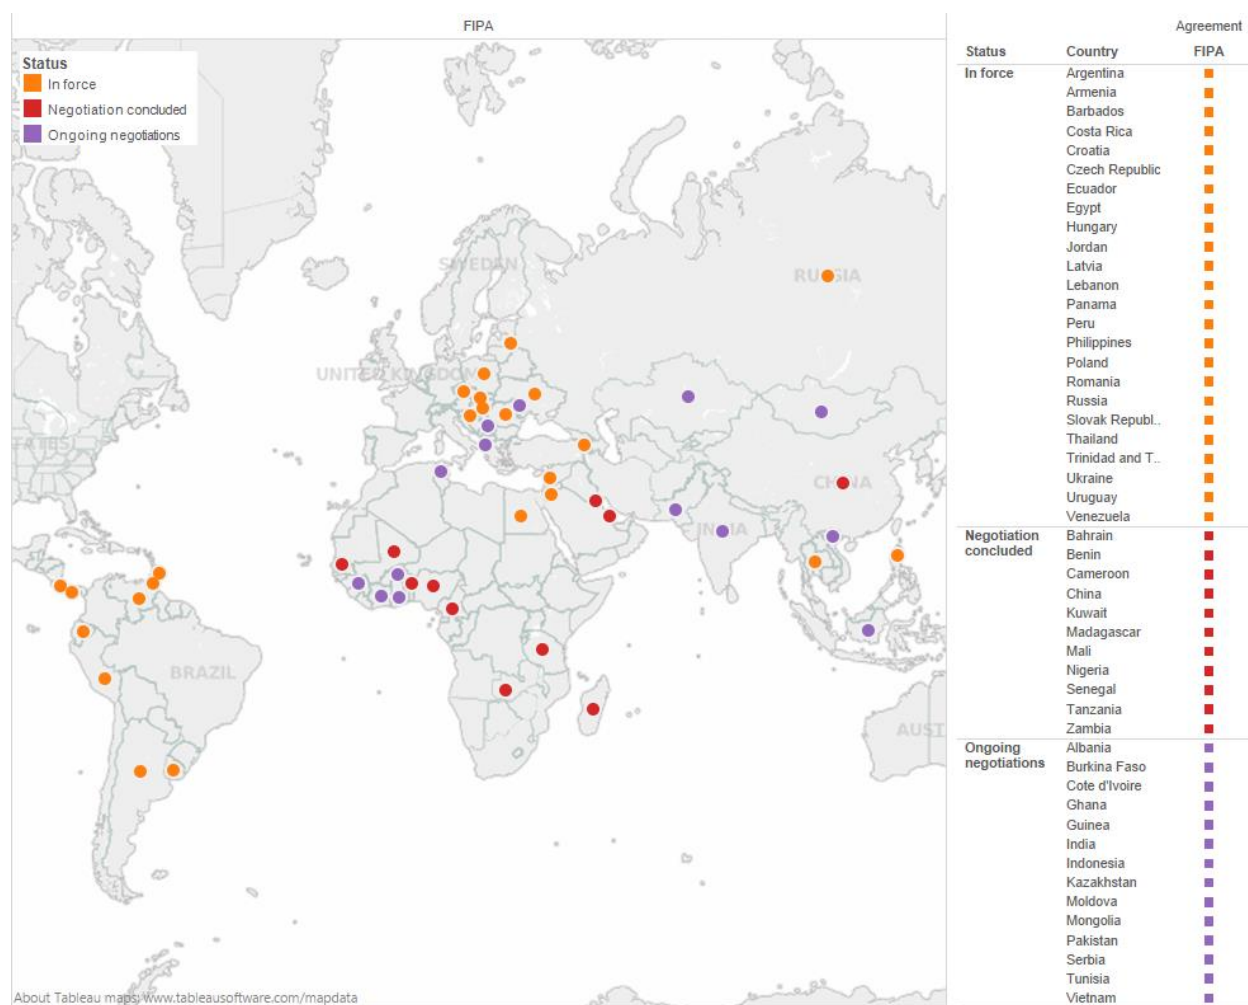 FIPA
Status
In force
Negotiation concluded
Ongoing negotiations
SWEDEN
RUSSIA
UNITED KINGDOM
CHINA
INDIA
BRAZIL
About Tableau maps: www.tableausoftware.com/mapdata
Agreement
Status Country FIPA
In force Argentina
Armenia
Barbados
Costa Rica
Croatia
Czech Republic
Ecuador
Egypt
Hungary
Jordan
Latvia
Lebanon
Panama
Peru
Philippines
Poland
Romania
Russia
Slovak Republ..
Thailand
Trinidad and T..
Ukraine
Uruguay
Venezuela
Negotiation Bahrain
concluded Benin
Cameroon
China
Kuwait
Madagascar
Mali
Nigeria
Senegal
Tanzania
Zambia
Ongoing Albania
negotiations Burkina Faso
Cote d'Ivoire
Ghana
Guinea
India
Indonesia
Kazakhstan
Moldova
Mongolia
Pakistan
Serbia
Tunisia
Vietnam